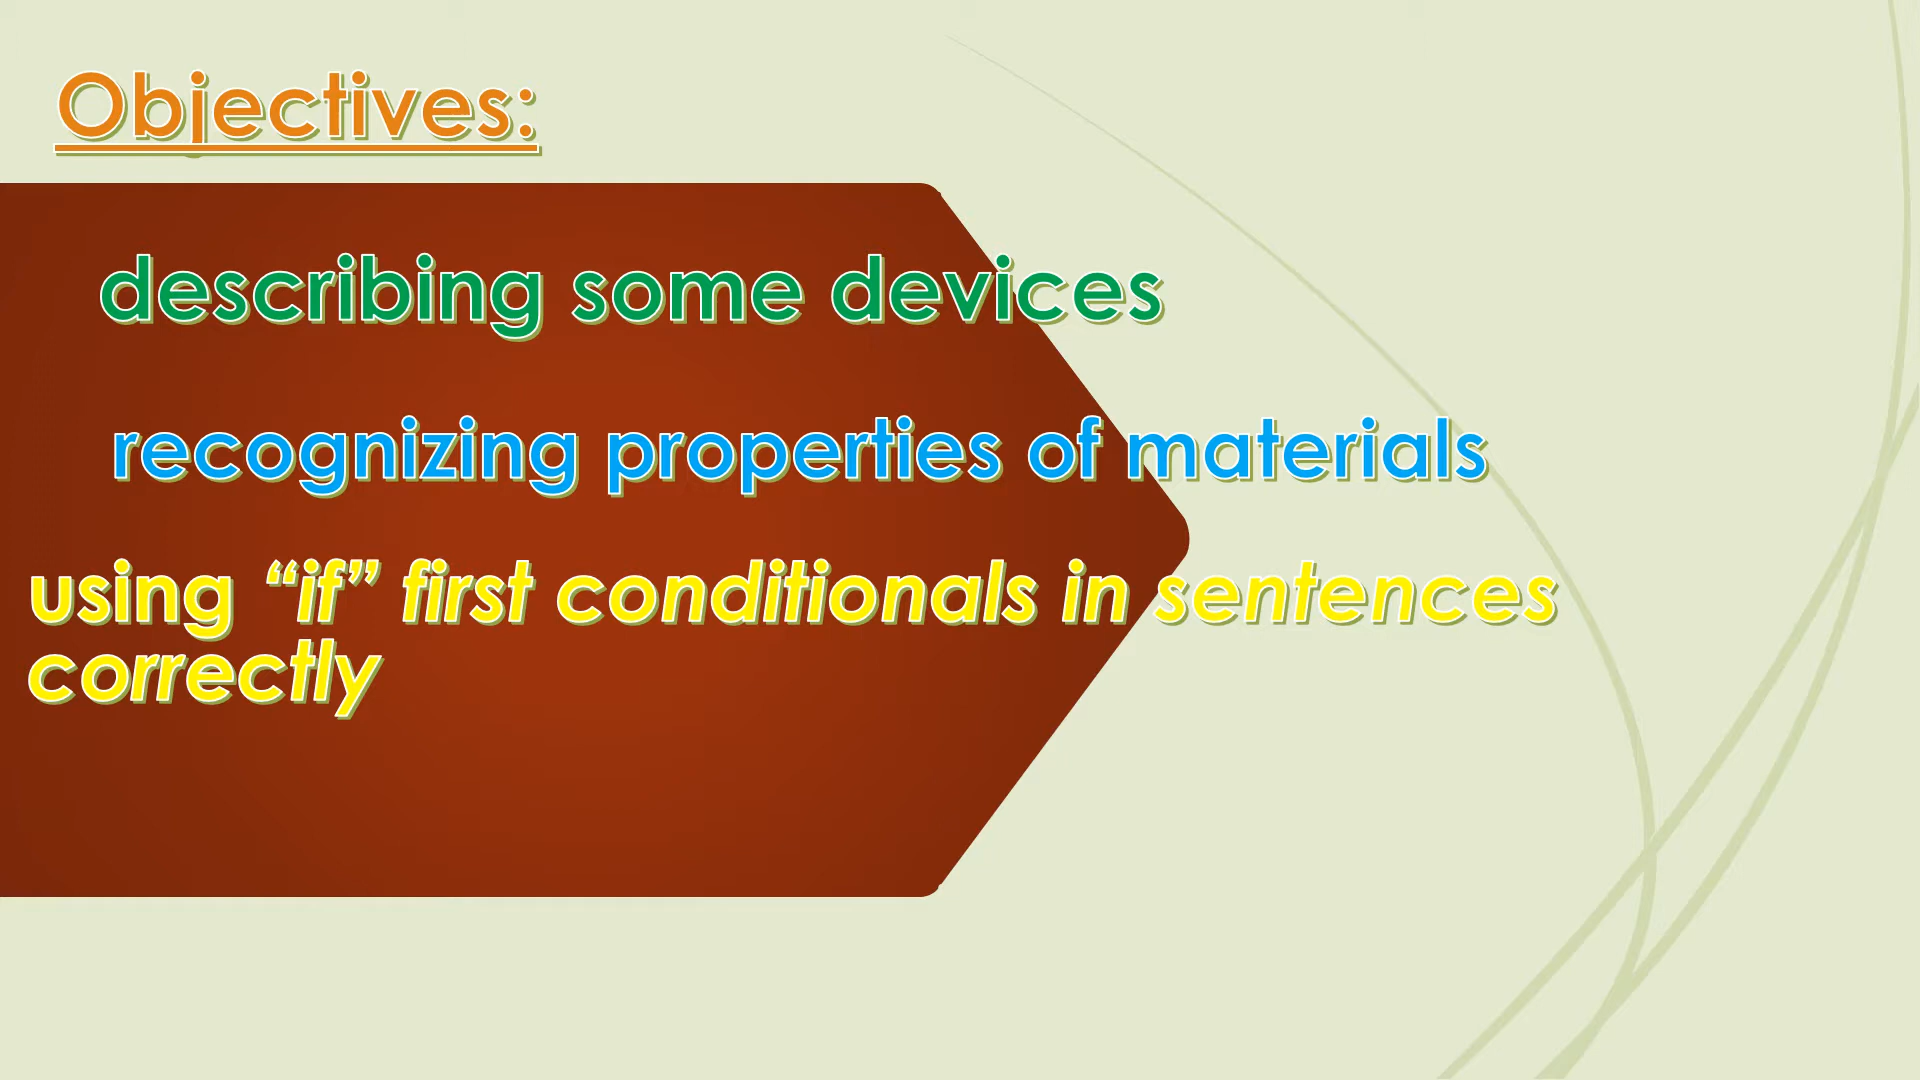 Objectives:
describing some devices
recognizing properties of materials
using “if” first conditionals in sentences
correctly